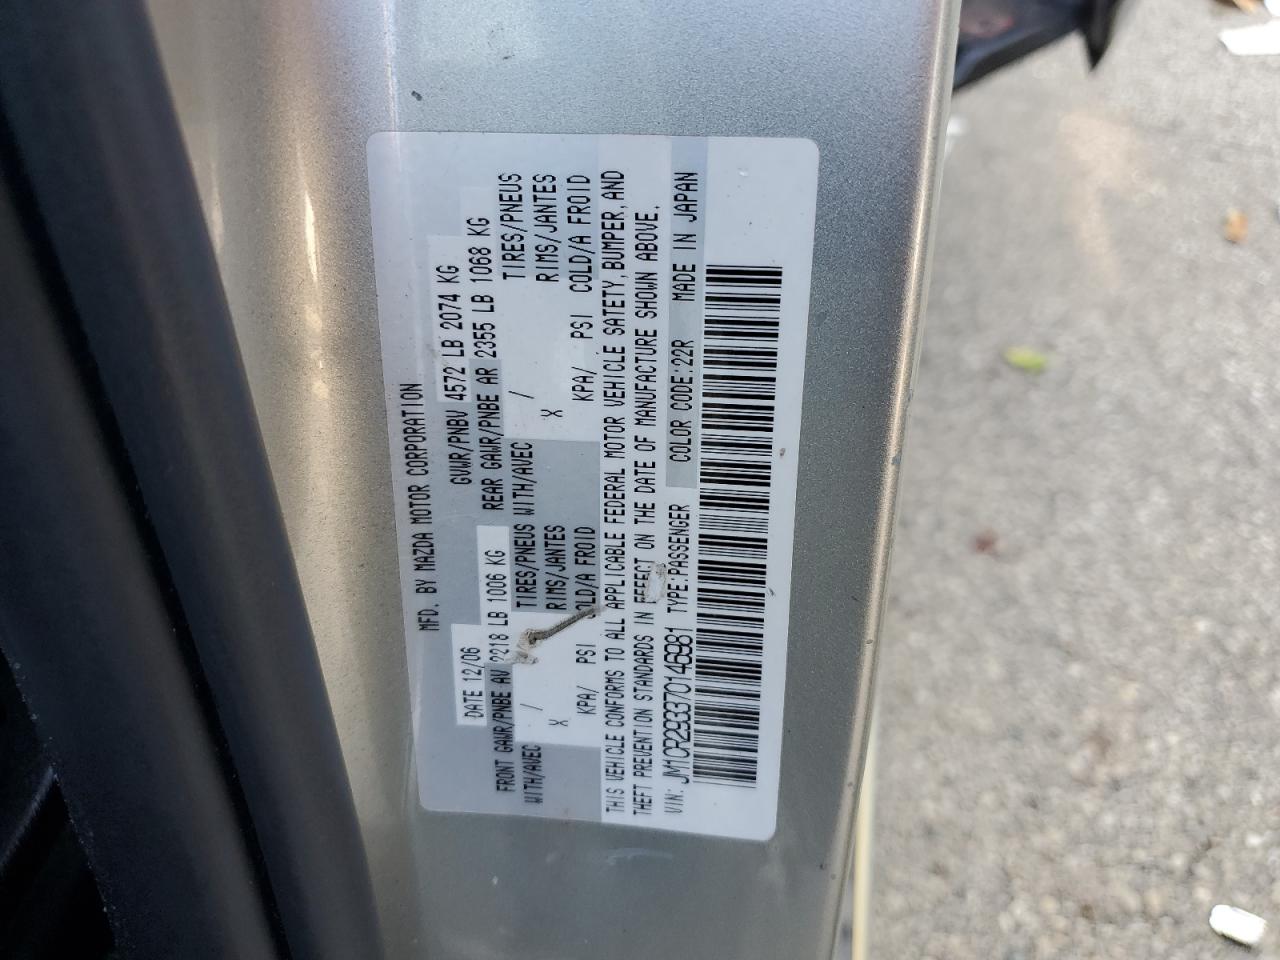 MFD. BY MAZDA MOTOR CORPORATION
DATE 12/06 GVWR/PNBV 4572 LB 2074 KG
FRONT GAWR/PNBE AV 2218 LB 1006 KG REAR GAWR/PNBE AR 2355 LB 1068 KG
WITH/AVEC / TIRES/PNEUS WITH/AVEC / TIRES/PNEUS
X RIMS/JANTES X RIMS/JANTES
KPA/ PSI COLD/A FROID KPA/ PSI COLD/A FROID
THIS VEHICLE CONFORMS TO ALL APPLICABLE FEDERAL MOTOR VEHICLE SATETY, BUMPER, AND
THEFT PREVENTION STANDARDS IN EFFECT ON THE DATE OF MANUFACTURE SHOWN ABOVE.
VIN: JM1CR293370146981 TYPE:PASSENGER COLOR CODE:22R MADE IN JAPAN